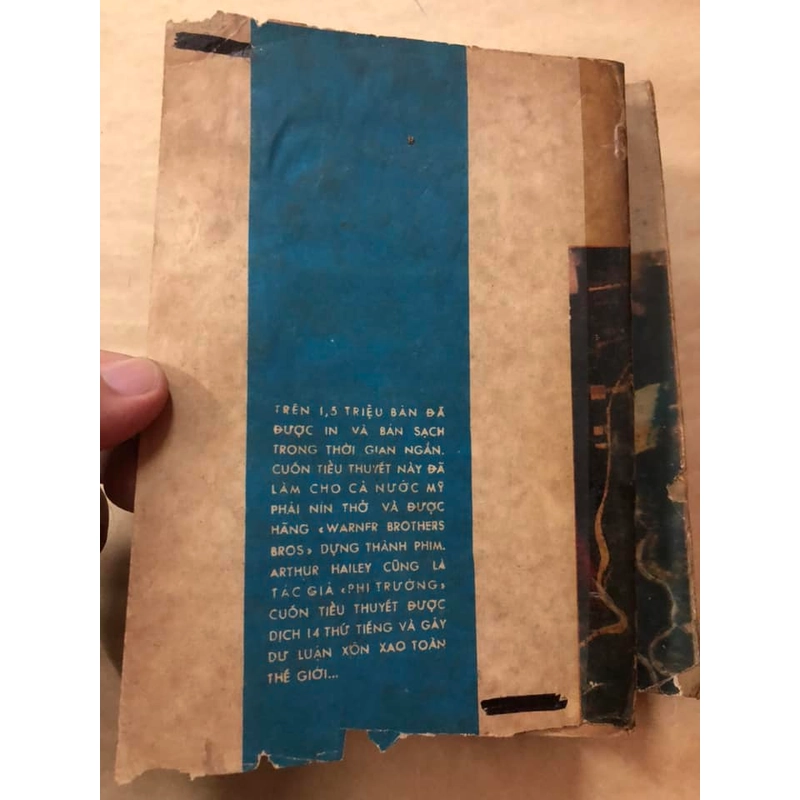 TRÊN 1,5 TRIỆU BẢN ĐÃ
ĐƯỢC IN VÀ BÁN SẠCH
TRONG THỜI GIAN NGẮN.
CUỐN TIỂU THUYẾT NÀY ĐÃ
LÀM CHO CẢ NƯỚC MỸ
PHẢI NÍN THỞ VÀ ĐƯỢC
HÃNG «WARNER BROTHERS
BROS» DỰNG THÀNH PHIM.
ARTHUR HAILEY CŨNG LÀ
TÁC GIẢ «PHI TRƯỜNG»
CUỐN TIỂU THUYẾT ĐƯỢC
DỊCH 14 THỨ TIẾNG VÀ GÂY
DƯ LUẬN XÔN XAO TOÀN
THẾ GIỚI...